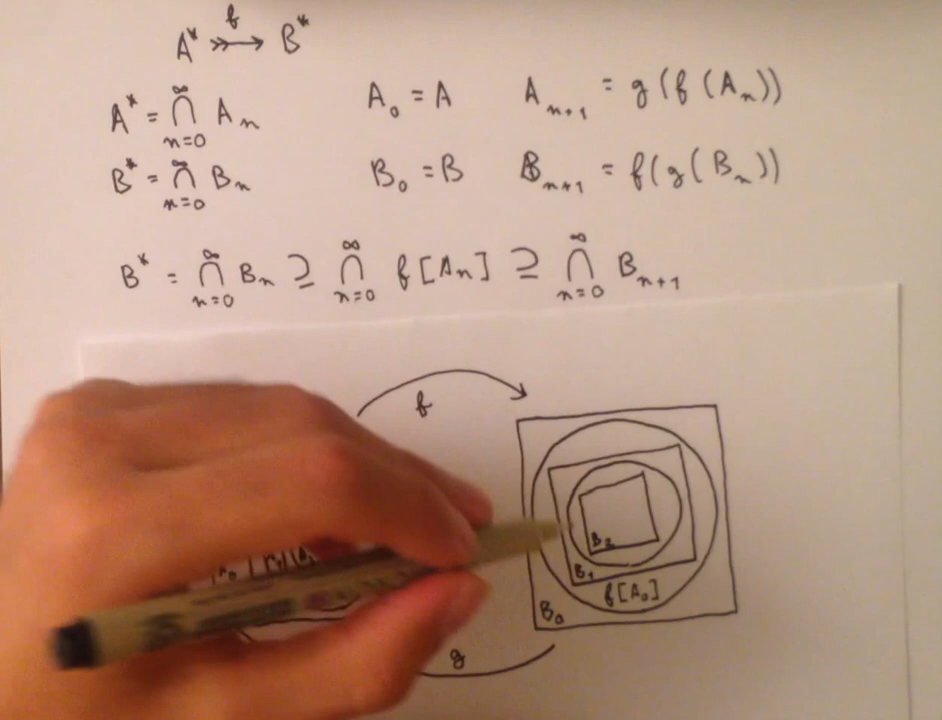 f
A* ↠ B*
A* = ⋂_{n=0}^{∞} A_n    A_0 = A    A_{n+1} = g(f(A_n))
B* = ⋂_{n=0}^{∞} B_n    B_0 = B    B_{n+1} = f(g(B_n))
B* = ⋂_{n=0}^{∞} B_n ⊇ ⋂_{n=0}^{∞} f[A_n] ⊇ ⋂_{n=0}^{∞} B_{n+1}
f
B_2
B_1
f[A_0]
B_0
g